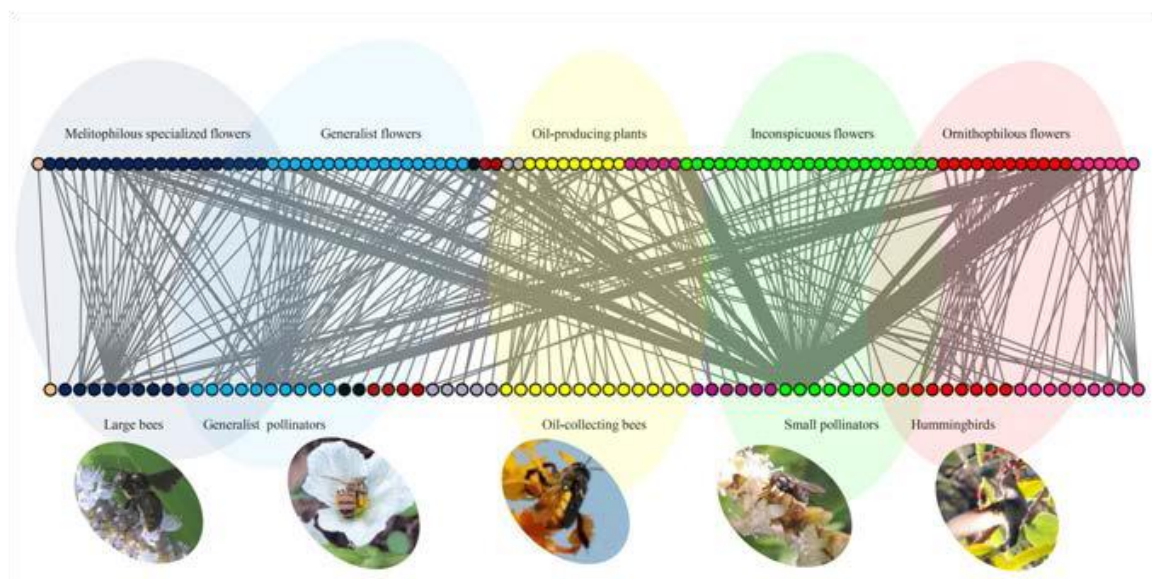 Melitophilous specialized flowers
Generalist flowers
Oil-producing plants
Inconspicuous flowers
Ornithophilous flowers
Large bees
Generalist pollinators
Oil-collecting bees
Small pollinators
Hummingbirds